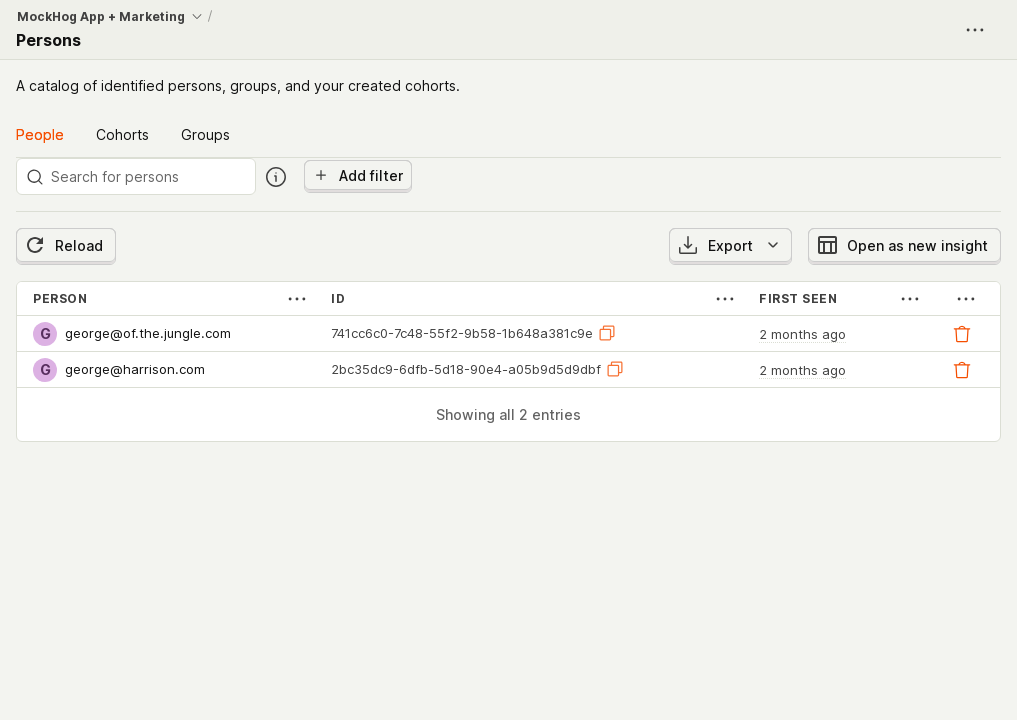 MockHog App + Marketing /
Persons
A catalog of identified persons, groups, and your created cohorts.
People Cohorts Groups
Search for persons Add filter
Reload Export Open as new insight
PERSON ID FIRST SEEN
G george@of.the.jungle.com 741cc6c0-7c48-55f2-9b58-1b648a381c9e 2 months ago
G george@harrison.com 2bc35dc9-6dfb-5d18-90e4-a05b9d5d9dbf 2 months ago
Showing all 2 entries